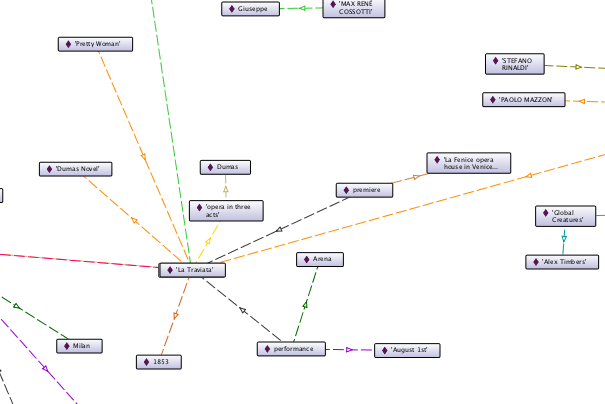 Giuseppe
'MAX RENÉ
COSSOTTI'
'Pretty Woman'
'STEFANO
RINALDI'
'PAOLO MAZZON'
'Dumas Novel'
Dumas
'La Fenice opera
house in Venice...
premiere
'opera in three
acts'
'Global
Creatures'
'La Traviata'
Arena
'Alex Timbers'
Milan
1853
performance
'August 1st'